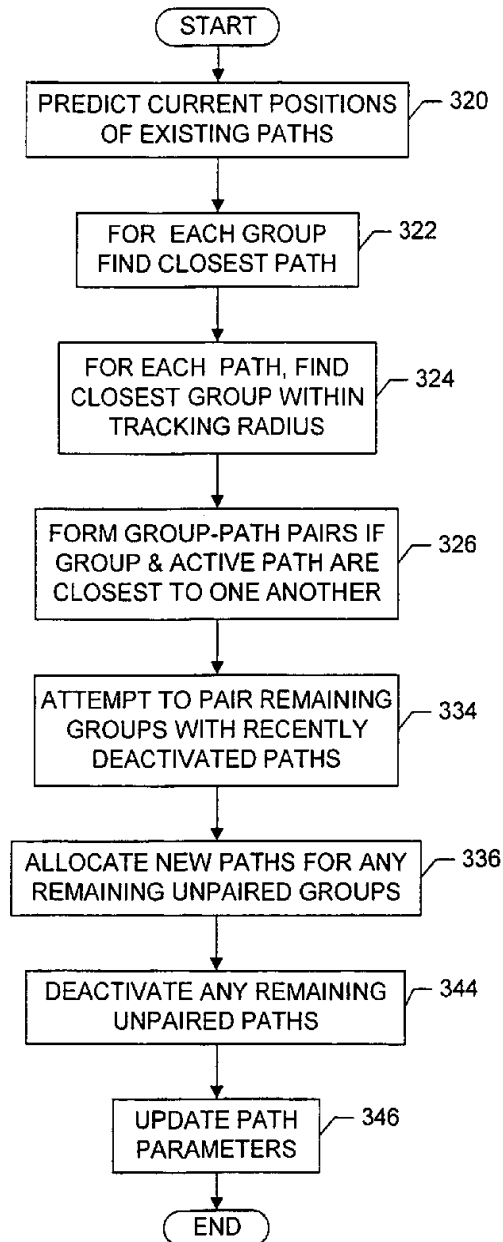 START
PREDICT CURRENT POSITIONS
OF EXISTING PATHS
320
FOR EACH GROUP
FIND CLOSEST PATH
322
FOR EACH PATH, FIND
CLOSEST GROUP WITHIN
TRACKING RADIUS
324
FORM GROUP-PATH PAIRS IF
GROUP & ACTIVE PATH ARE
CLOSEST TO ONE ANOTHER
326
ATTEMPT TO PAIR REMAINING
GROUPS WITH RECENTLY
DEACTIVATED PATHS
334
ALLOCATE NEW PATHS FOR ANY
REMAINING UNPAIRED GROUPS
336
DEACTIVATE ANY REMAINING
UNPAIRED PATHS
344
UPDATE PATH
PARAMETERS
346
END